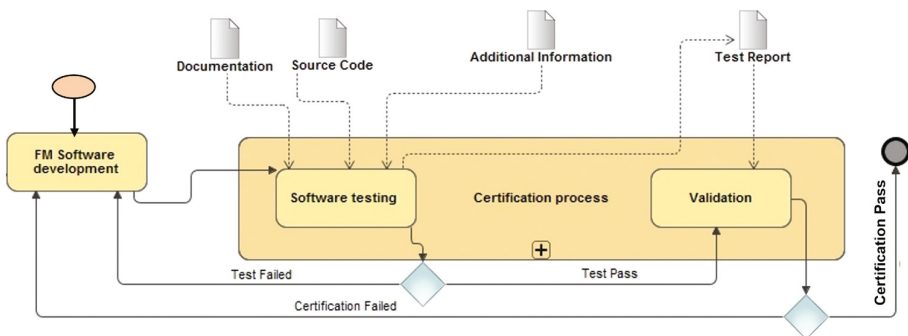 Documentation
Source Code
Additional Information
Test Report
FM Software
development
Software testing
Certification process
Validation
Certification Pass
Test Failed
Test Pass
Certification Failed